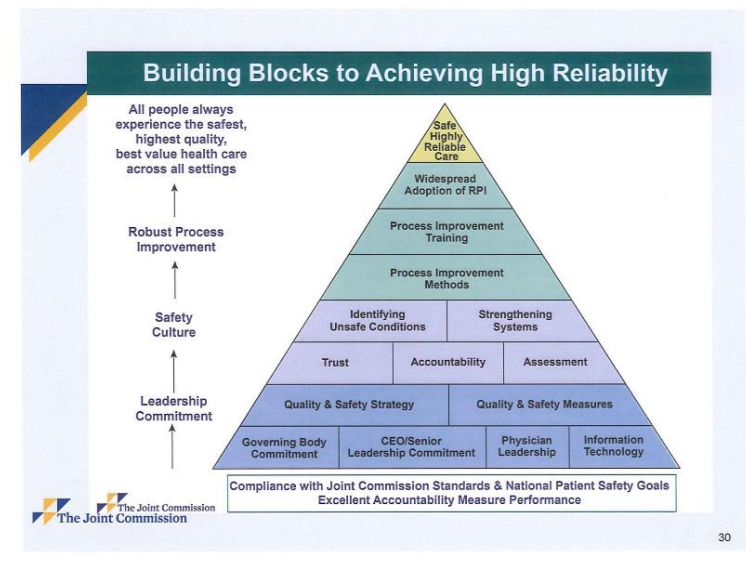 Building Blocks to Achieving High Reliability
All people always
experience the safest,
highest quality,
best value health care
across all settings
Robust Process
Improvement
Safety
Culture
Leadership
Commitment
Safe
Highly
Reliable
Care
Widespread
Adoption of RPI
Process Improvement
Training
Process Improvement
Methods
Identifying
Unsafe Conditions
Strengthening
Systems
Trust
Accountability
Assessment
Quality & Safety Strategy
Quality & Safety Measures
Governing Body
Commitment
CEO/Senior
Leadership Commitment
Physician
Leadership
Information
Technology
Compliance with Joint Commission Standards & National Patient Safety Goals
Excellent Accountability Measure Performance
The Joint Commission
The Joint Commission
30